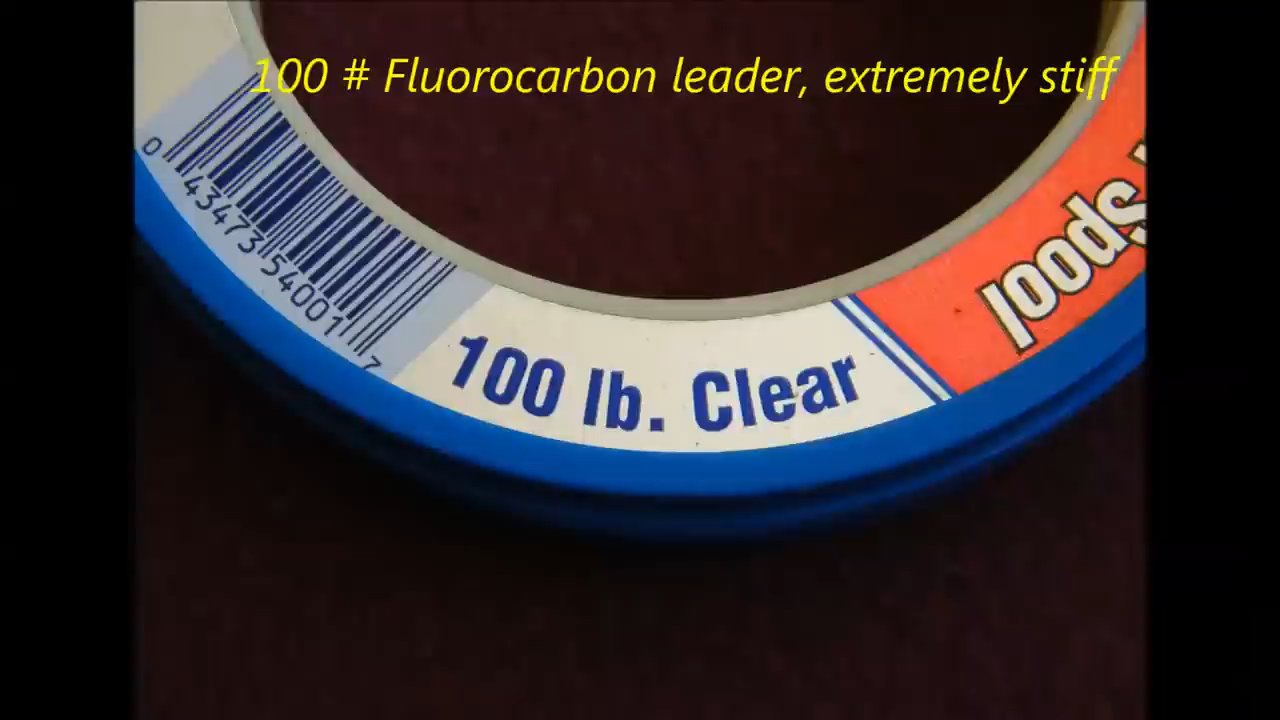 100 # Fluorocarbon leader, extremely stiff
0 43473 54001 7
100 lb. Clear
Spool